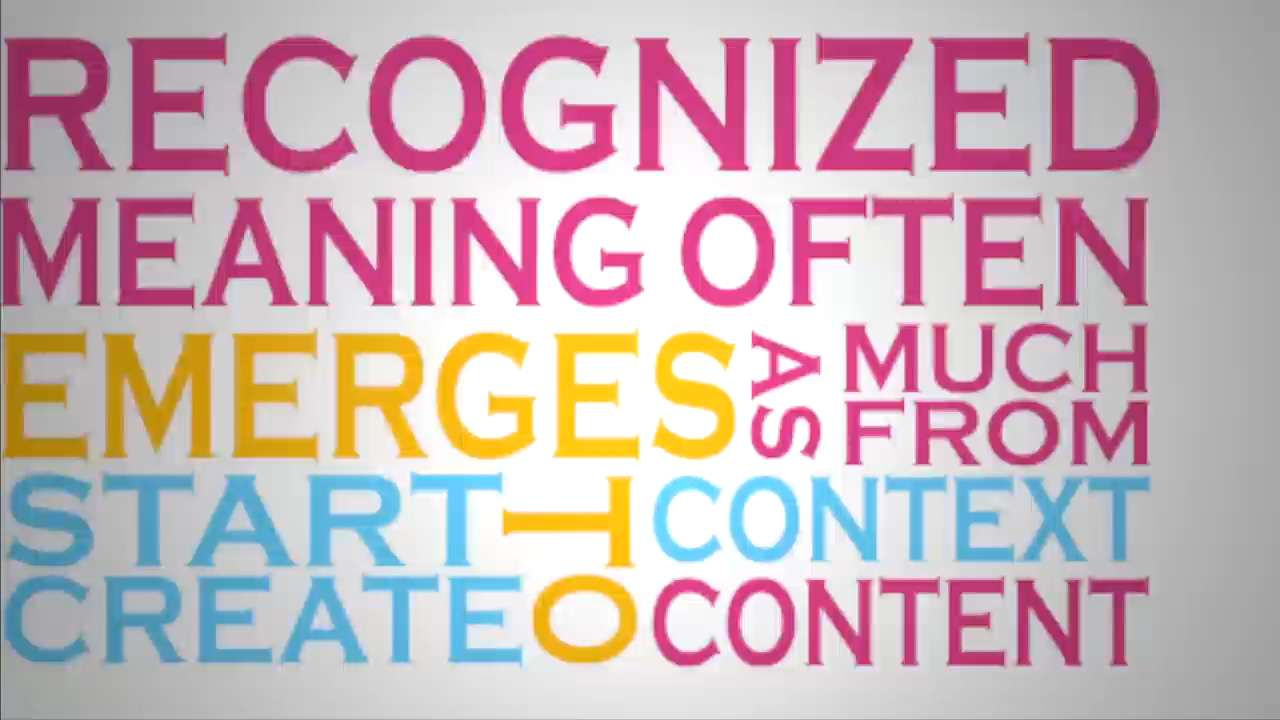 RECOGNIZED
MEANING OFTEN
EMERGES AS MUCH
FROM
START TO CONTEXT
CREATE CONTENT